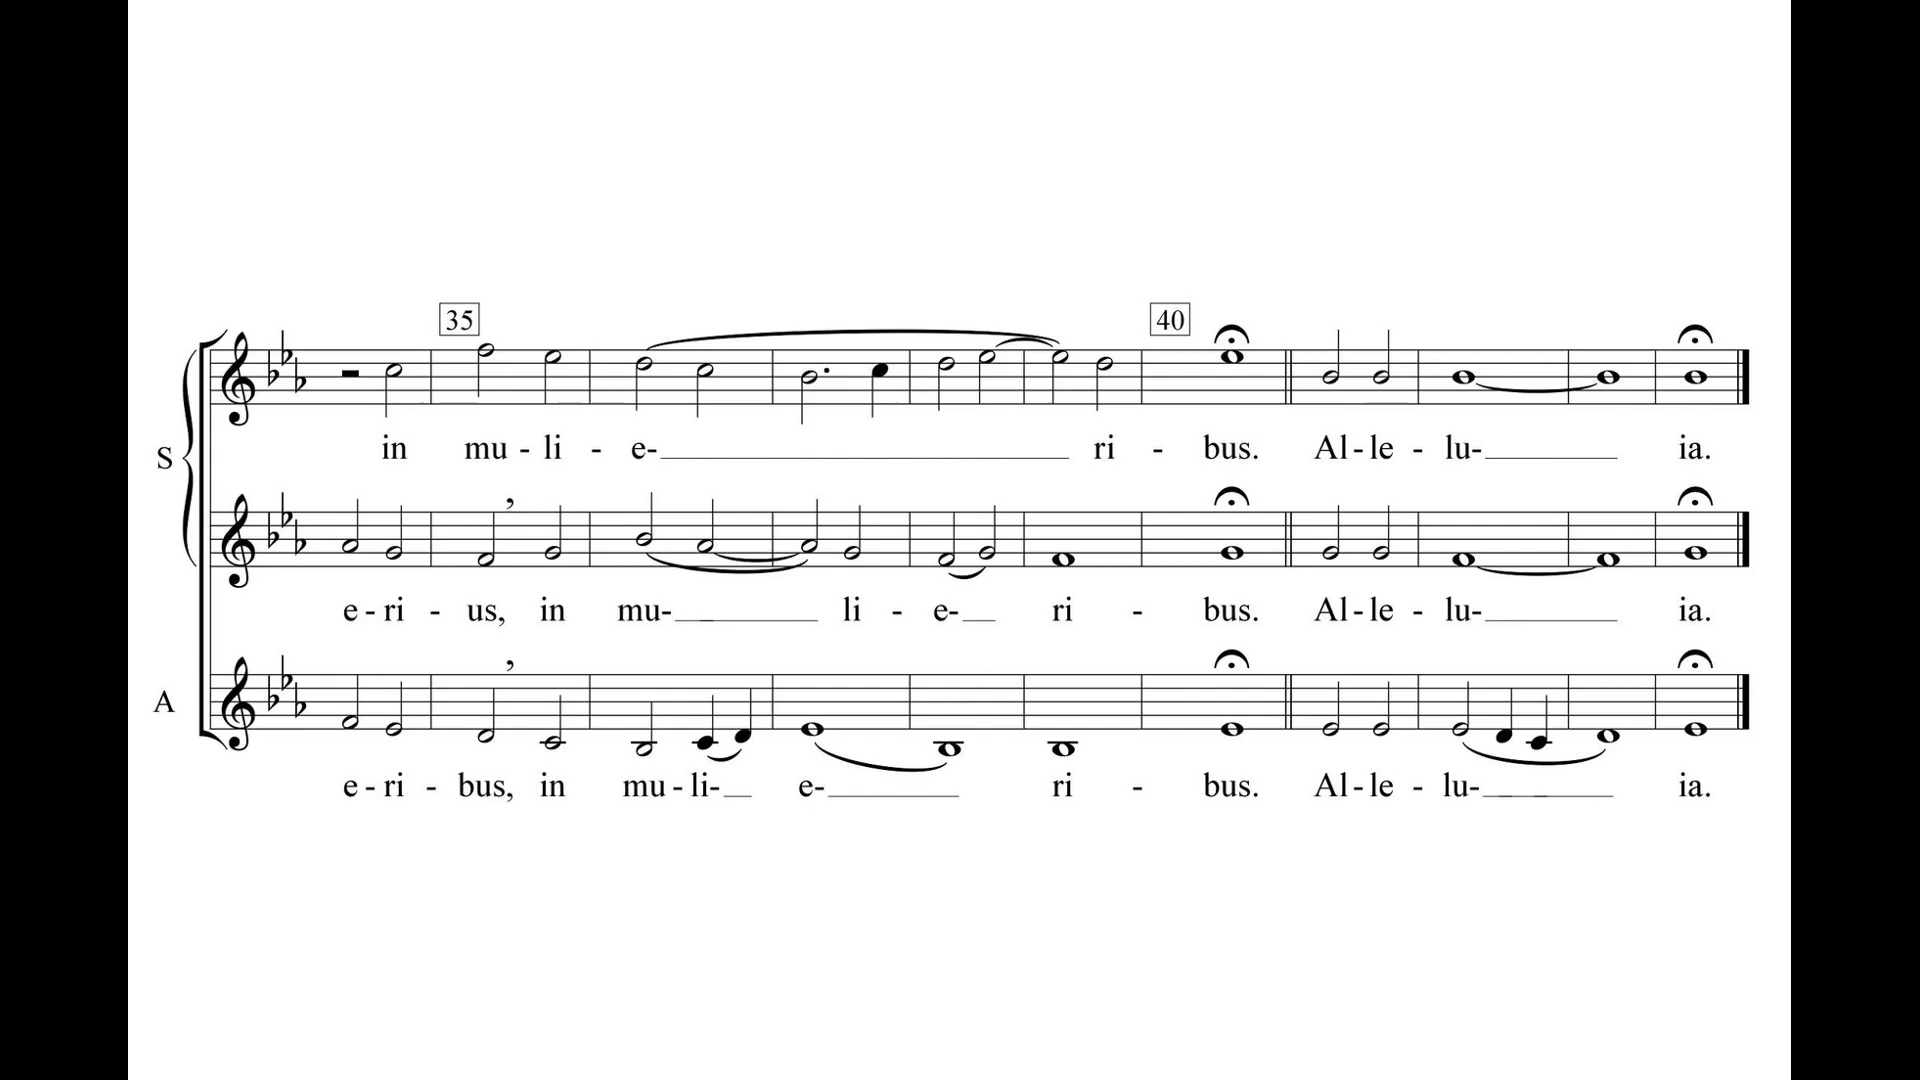 35 40
S
in mu - li - e- ri - bus. Al - le - lu- ia.
e - ri - us, in mu- li - e- ri - bus. Al - le - lu- ia.
A
e - ri - bus, in mu - li- e- ri - bus. Al - le - lu- ia.